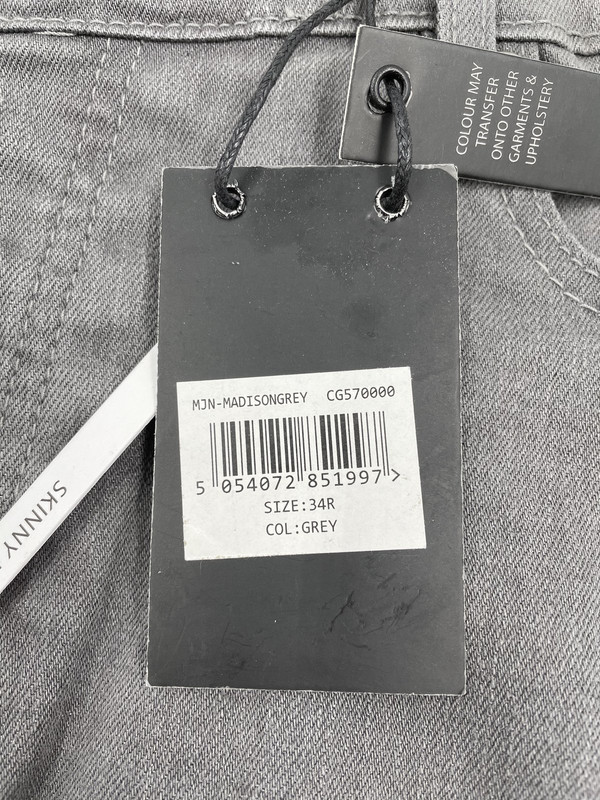 COLOUR MAY
TRANSFER
ONTO OTHER
GARMENTS &
UPHOLSTERY
MJN-MADISONGREY CG570000
5 054072 851997 >
SIZE:34R
COL:GREY
SKINNY